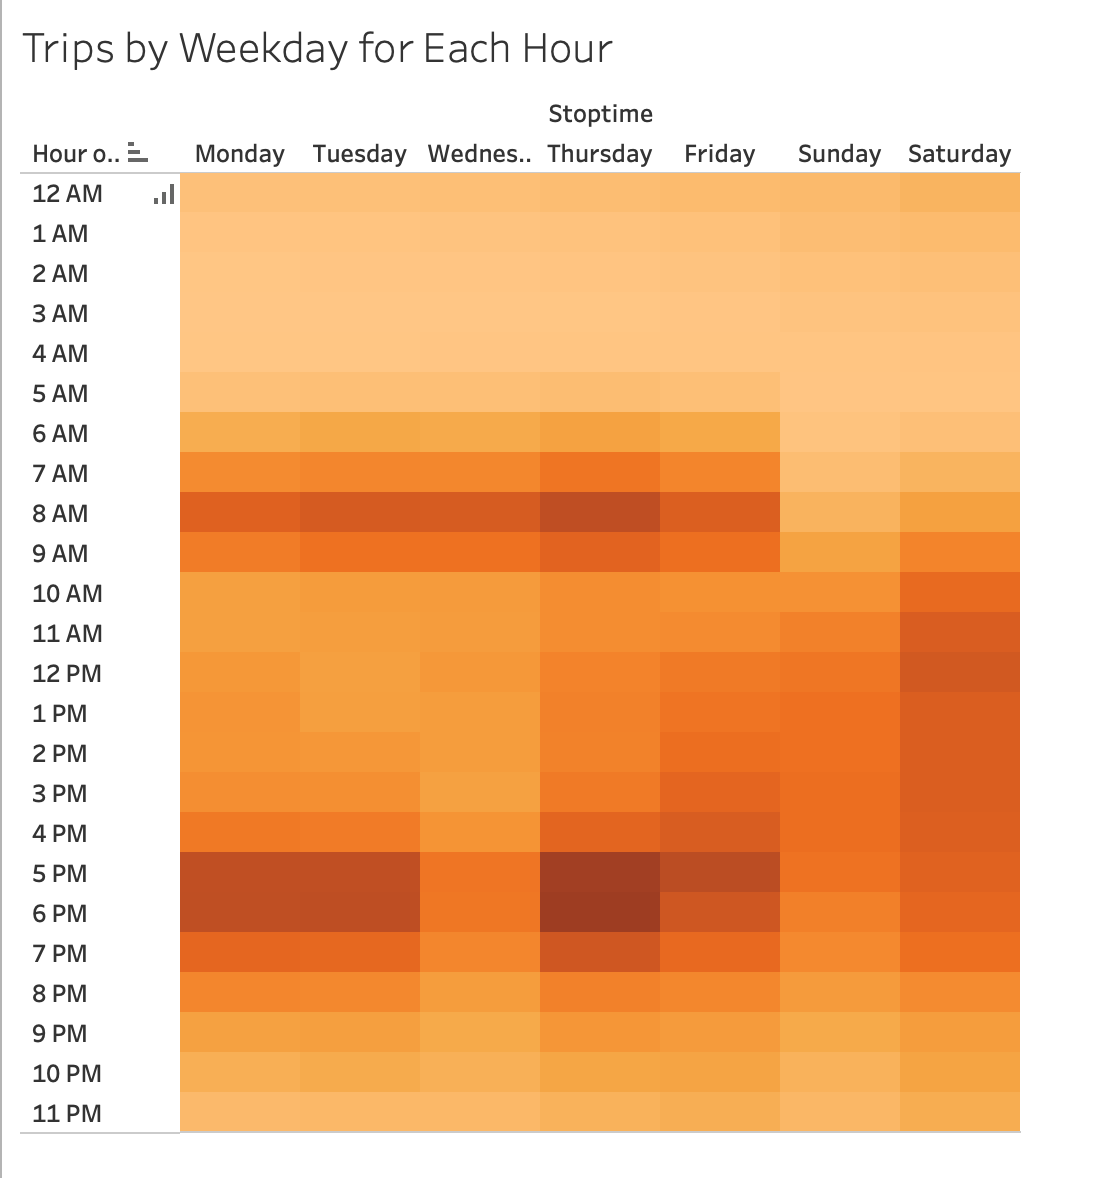 Trips by Weekday for Each Hour
Stoptime
Hour o.. Monday Tuesday Wednes.. Thursday Friday Sunday Saturday
12 AM
1 AM
2 AM
3 AM
4 AM
5 AM
6 AM
7 AM
8 AM
9 AM
10 AM
11 AM
12 PM
1 PM
2 PM
3 PM
4 PM
5 PM
6 PM
7 PM
8 PM
9 PM
10 PM
11 PM